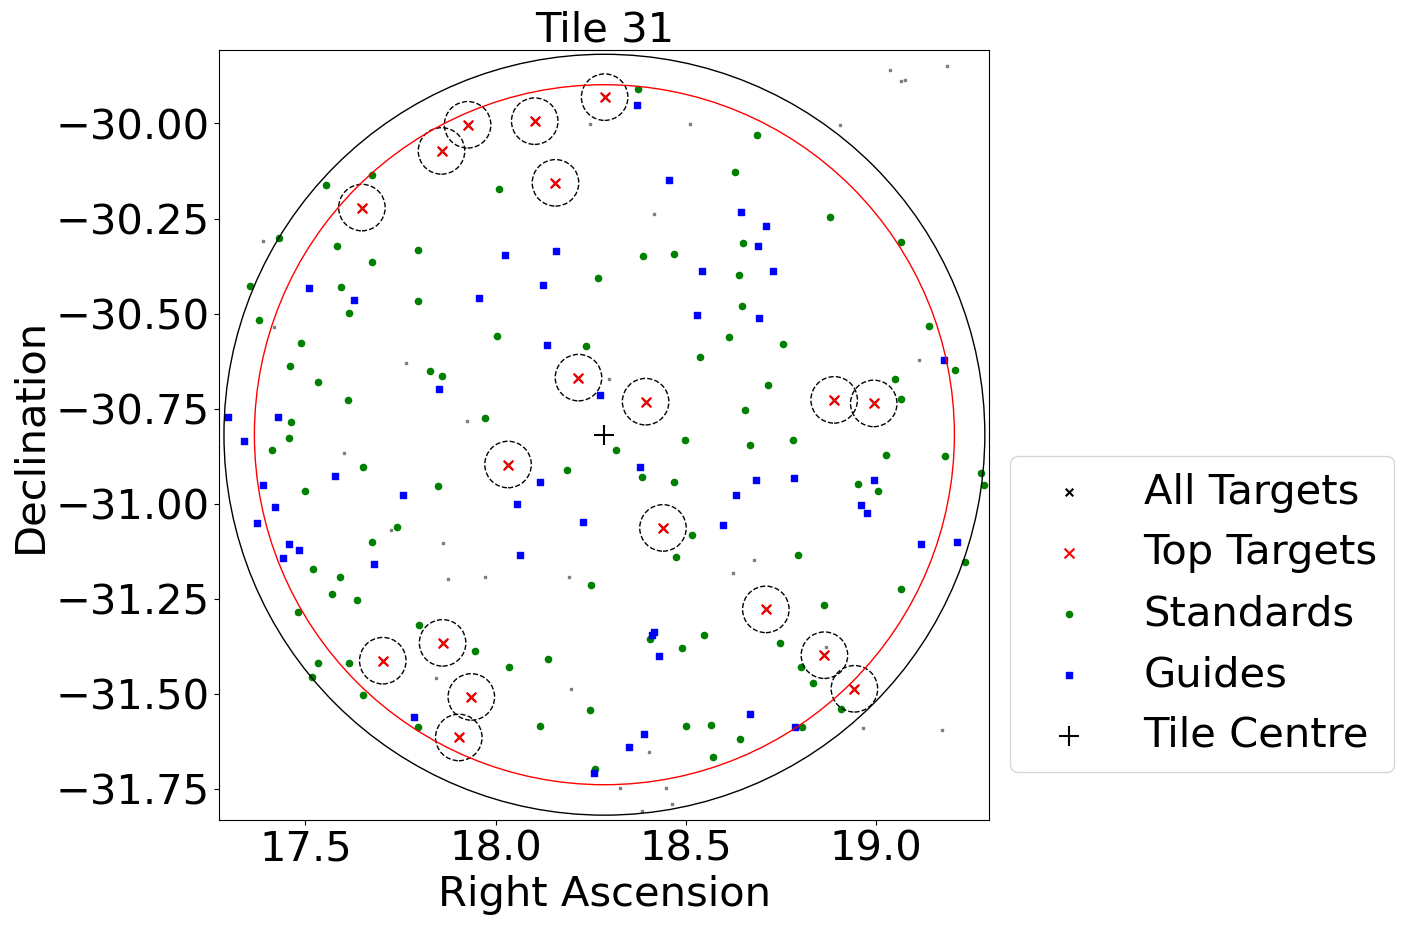 Tile 31
−30.00
−30.25
−30.50
−30.75
−31.00
−31.25
−31.50
−31.75
Declination
17.5 18.0 18.5 19.0
Right Ascension
All Targets
Top Targets
Standards
Guides
Tile Centre